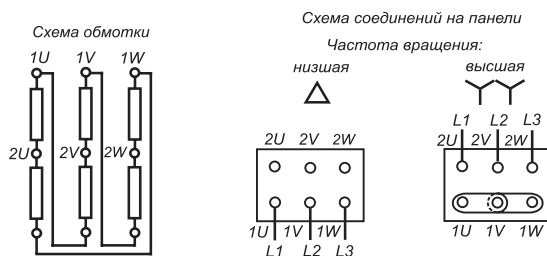 Схема обмотки
1U 1V 1W
2U 2V 2W
Схема соединений на панели
Частота вращения:
низшая
2U 2V 2W
1U 1V 1W
L1 L2 L3
высшая
L1 L2 L3
2U 2V 2W
1U 1V 1W